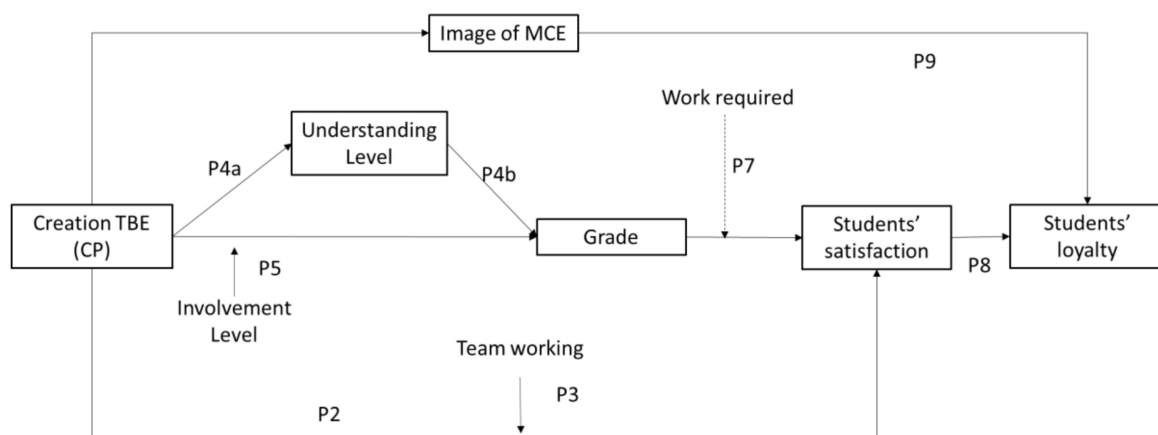 Image of MCE
P9
Work required
Understanding
Level
P4a
P4b
P7
Creation TBE
(CP)
Grade
Students’
satisfaction
Students’
loyalty
P5
P8
Involvement
Level
Team working
P3
P2